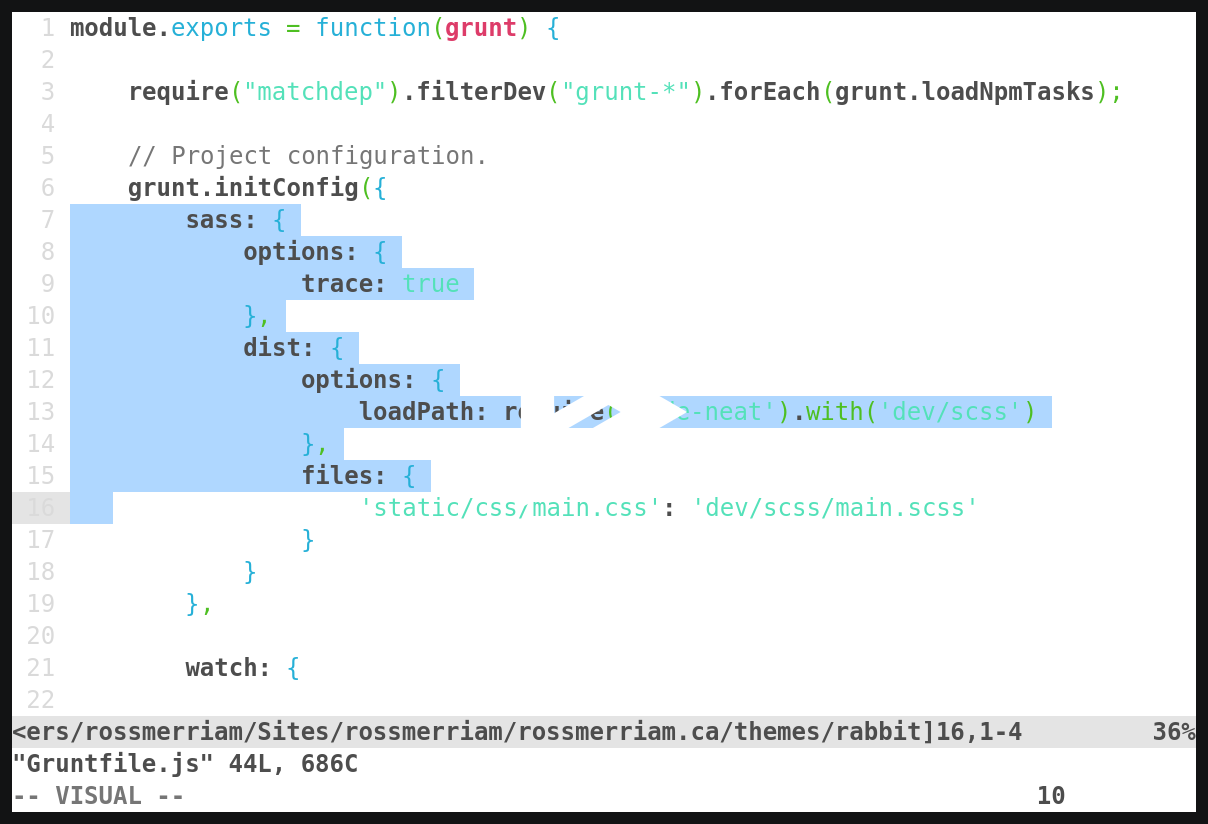 1 module.exports = function(grunt) {
2
3     require("matchdep").filterDev("grunt-*").forEach(grunt.loadNpmTasks);
4
5     // Project configuration.
6     grunt.initConfig({
7         sass: {
8             options: {
9                 trace: true
10             },
11             dist: {
12                 options: {
13                     loadPath: .with('dev/scss')
14                 },
15                 files: {
16                     'static/css/main.css': 'dev/scss/main.scss'
17                 }
18             }
19         },
20
21         watch: {
22
<ers/rossmerriam/Sites/rossmerriam/rossmerriam.ca/themes/rabbit]16,1-4 36%
"Gruntfile.js" 44L, 686C
-- VISUAL -- 10